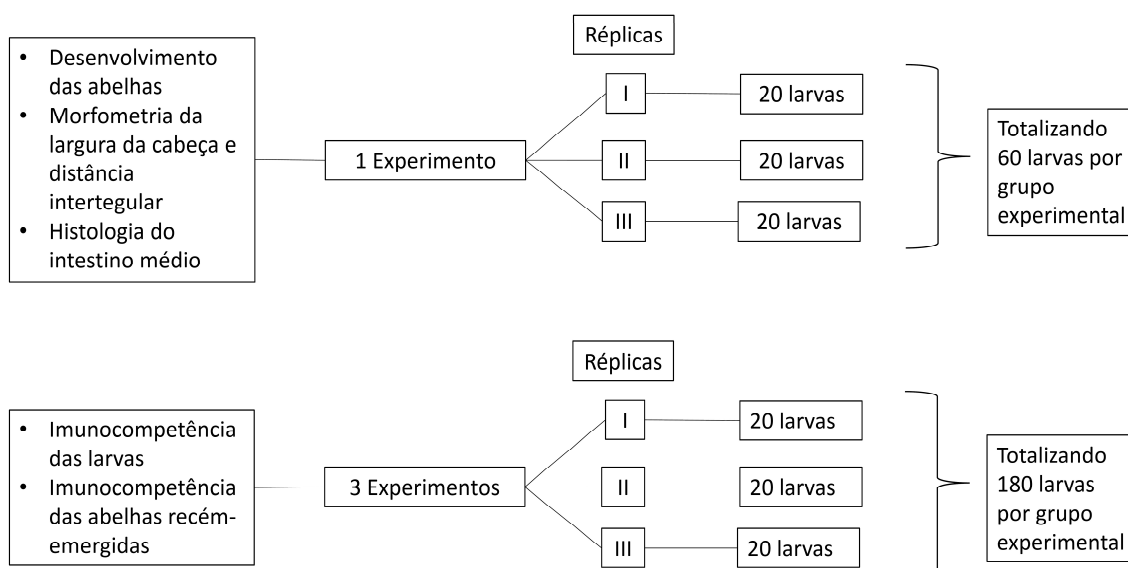 Réplicas
• Desenvolvimento
das abelhas
• Morfometria da
largura da cabeça e
distância
intertegular
• Histologia do
intestino médio
1 Experimento
I
20 larvas
II
20 larvas
III
20 larvas
Totalizando
60 larvas por
grupo
experimental
Réplicas
• Imunocompetência
das larvas
• Imunocompetência
das abelhas recém-
emergidas
3 Experimentos
I
20 larvas
II
20 larvas
III
20 larvas
Totalizando
180 larvas
por grupo
experimental